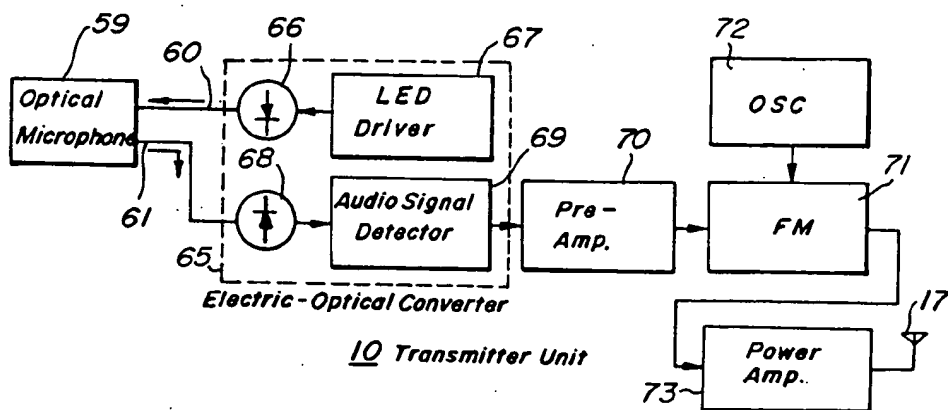 59
Optical
Microphone
60
61
66
67
LED
Driver
68
69
Audio Signal
Detector
65
Electric-Optical Converter
70
Pre-
Amp.
72
OSC
71
FM
17
Power
Amp.
73
10 Transmitter Unit